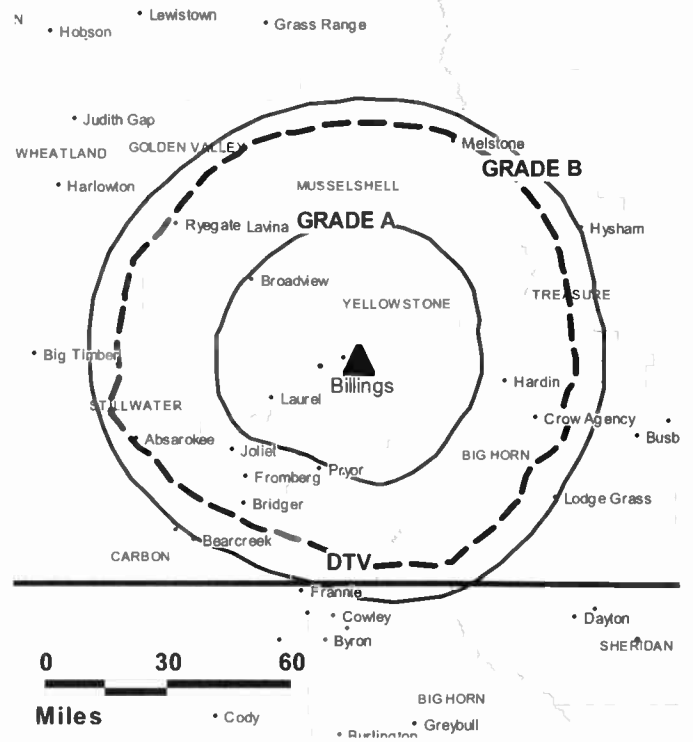 N
Lewistown
Hobson
Grass Range
Judith Gap
WHEATLAND
GOLDEN VALLEY
Melstone
GRADE B
Harlowton
MUSSELSHELL
Ryegate Lavina
GRADE A
Hysham
Broadview
YELLOWSTONE
TREASURE
Big Timber
Billings
Hardin
Laurel
STILLWATER
Crow Agency
Absarokee
Joliet
Busb
BIG HORN
Fromberg
Pryor
Bridger
Lodge Grass
Bearcreek
CARBON
DTV
Frannie
Cowley
Dayton
Byron
SHERIDAN
0 30 60
Miles
BIG HORN
Cody
Greybull
Burlington